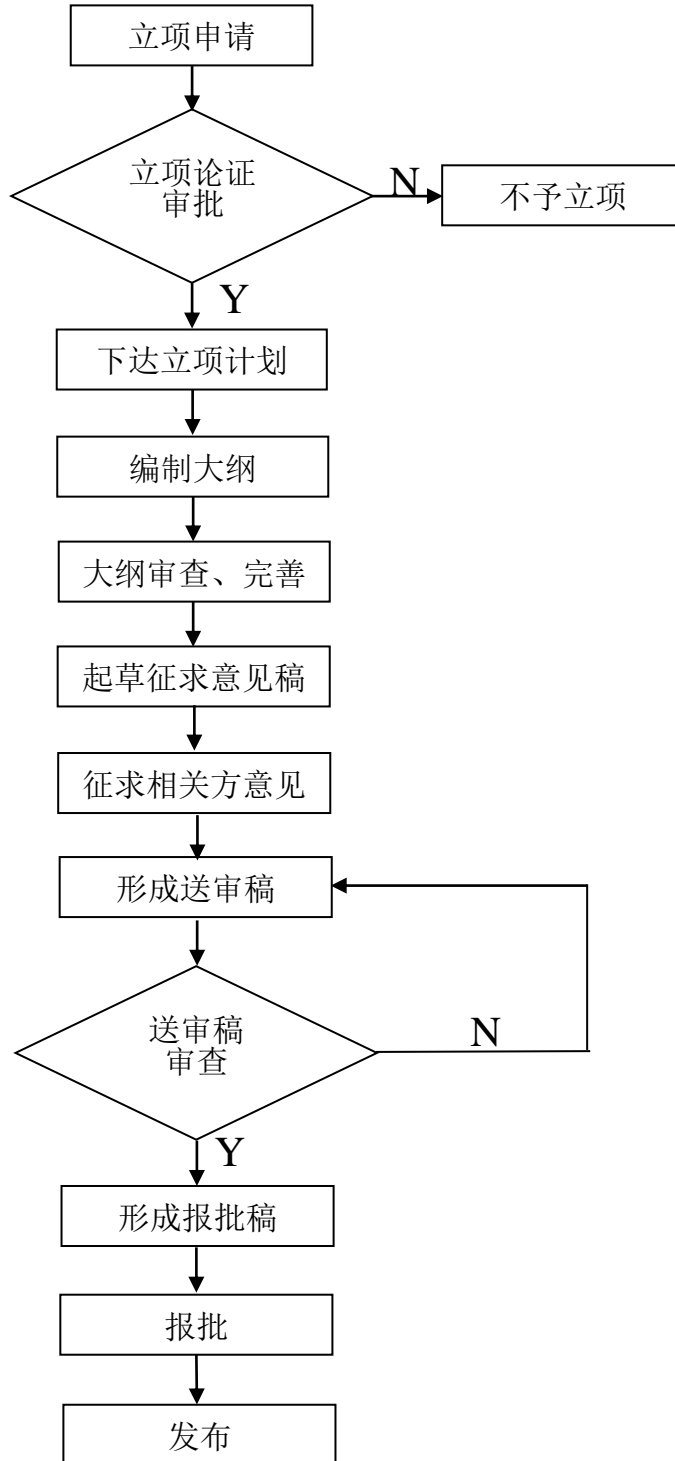 立项申请
立项论证
审批
N
不予立项
Y
下达立项计划
编制大纲
大纲审查、完善
起草征求意见稿
征求相关方意见
形成送审稿
送审稿
审查
N
Y
形成报批稿
报批
发布